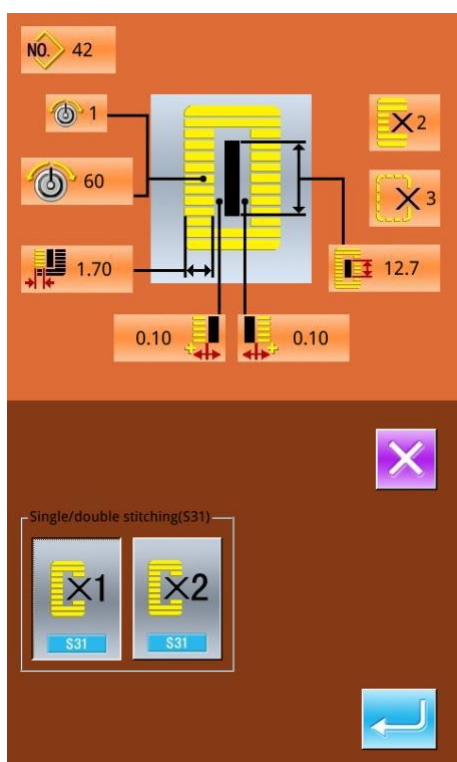 NO. 42
1
×2
60
×3
1.70
12.7
0.10
0.10
Single/double stitching(S31)
×1
×2
S31
S31